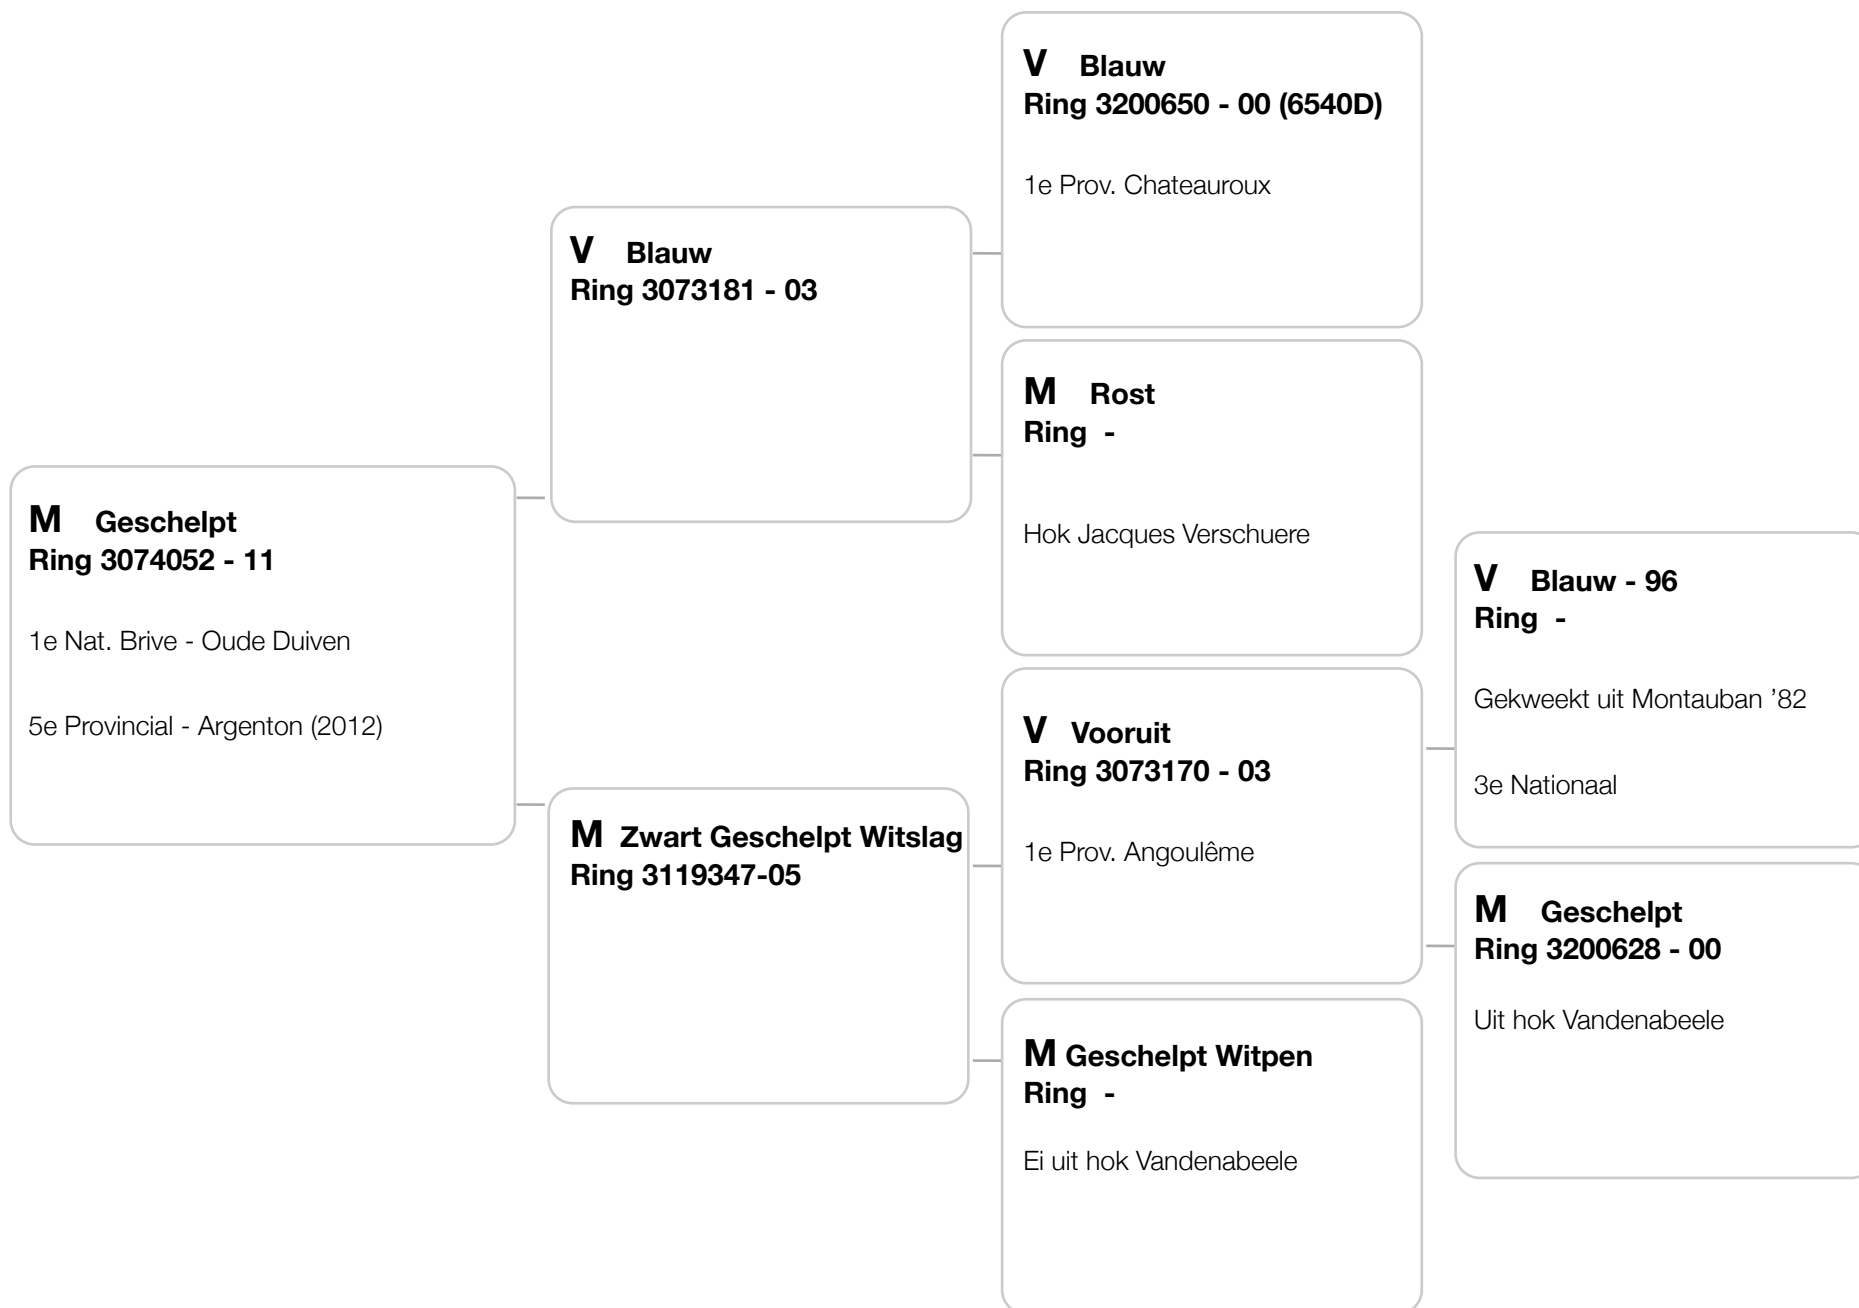 M Geschelpt
Ring 3074052 - 11
1e Nat. Brive - Oude Duiven
5e Provincial - Argenton (2012)
V Blauw
Ring 3073181 - 03
M Zwart Geschelpt Witslag
Ring 3119347-05
V Blauw
Ring 3200650 - 00 (6540D)
1e Prov. Chateauroux
M Rost
Ring -
Hok Jacques Verschuere
V Vooruit
Ring 3073170 - 03
1e Prov. Angoulême
M Geschelpt Witpen
Ring -
Ei uit hok Vandenabeele
V Blauw - 96
Ring -
Gekweekt uit Montauban ’82
3e Nationaal
M Geschelpt
Ring 3200628 - 00
Uit hok Vandenabeele